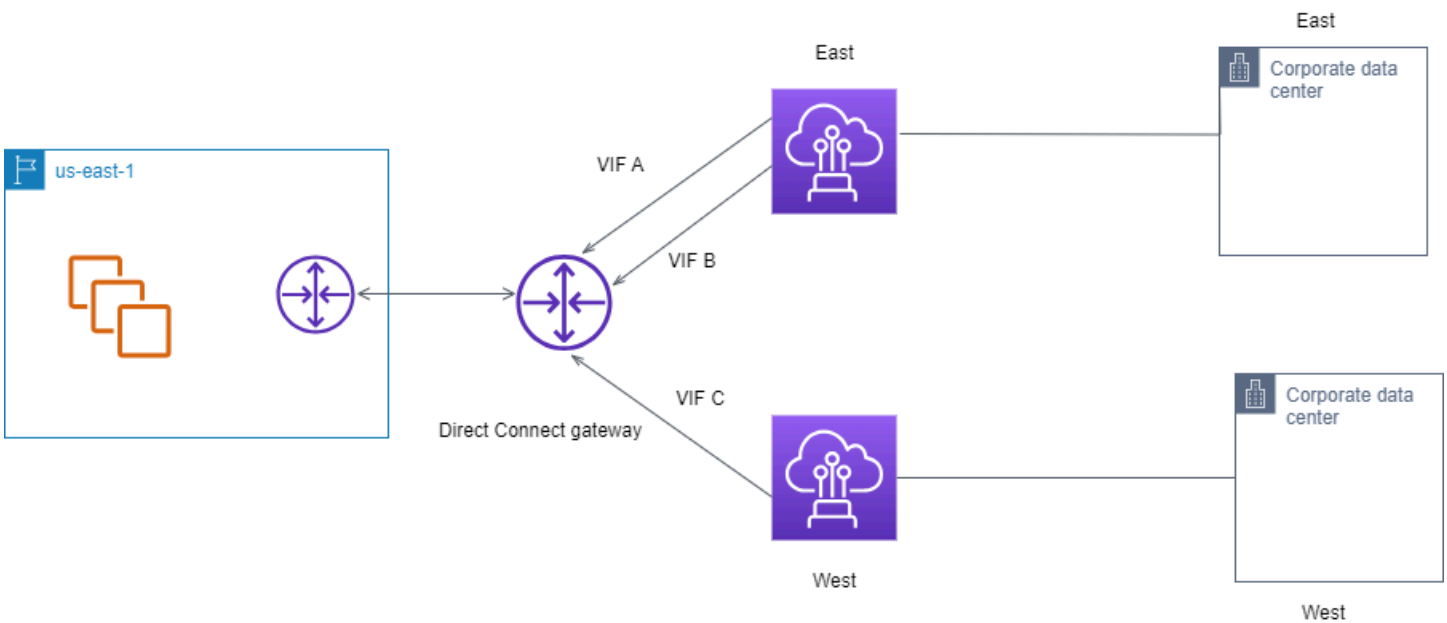 East
East
Corporate data
center
VIF A
us-east-1
VIF B
VIF C
Corporate data
center
Direct Connect gateway
West
West